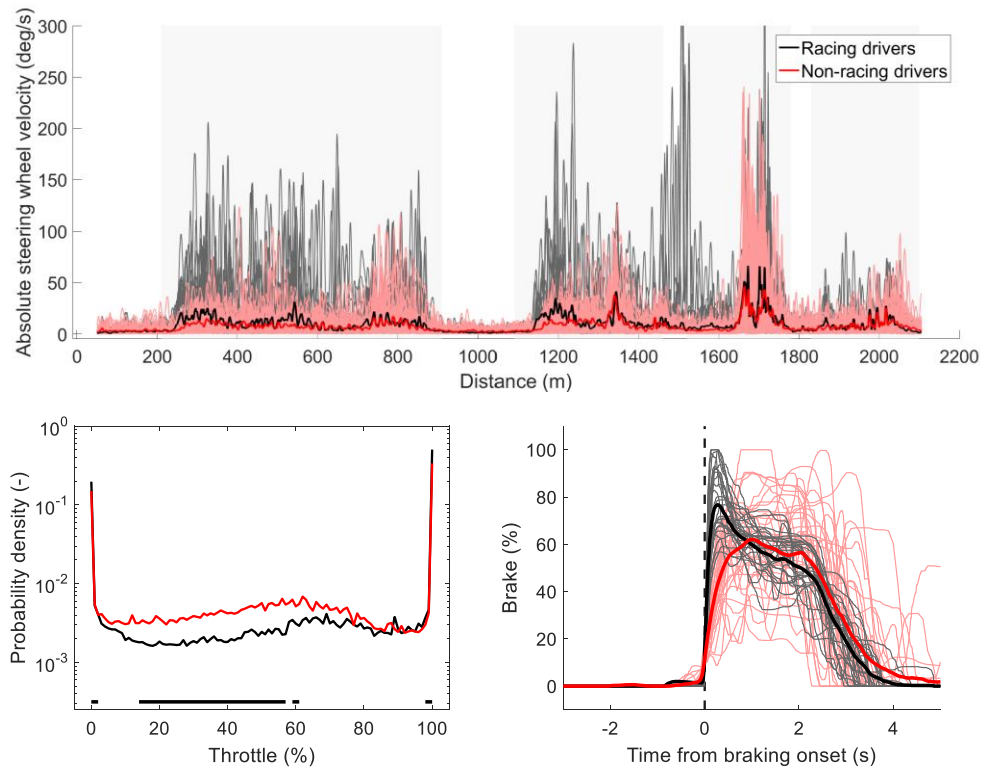 Absolute steering wheel velocity (deg/s)
300
250
200
150
100
50
0
Racing drivers
Non-racing drivers
0 200 400 600 800 1000 1200 1400 1600 1800 2000 2200
Distance (m)
Probability density (-)
10^0
10^-1
10^-2
10^-3
0 20 40 60 80 100
Throttle (%)
Brake (%)
100
80
60
40
20
0
-2 0 2 4
Time from braking onset (s)